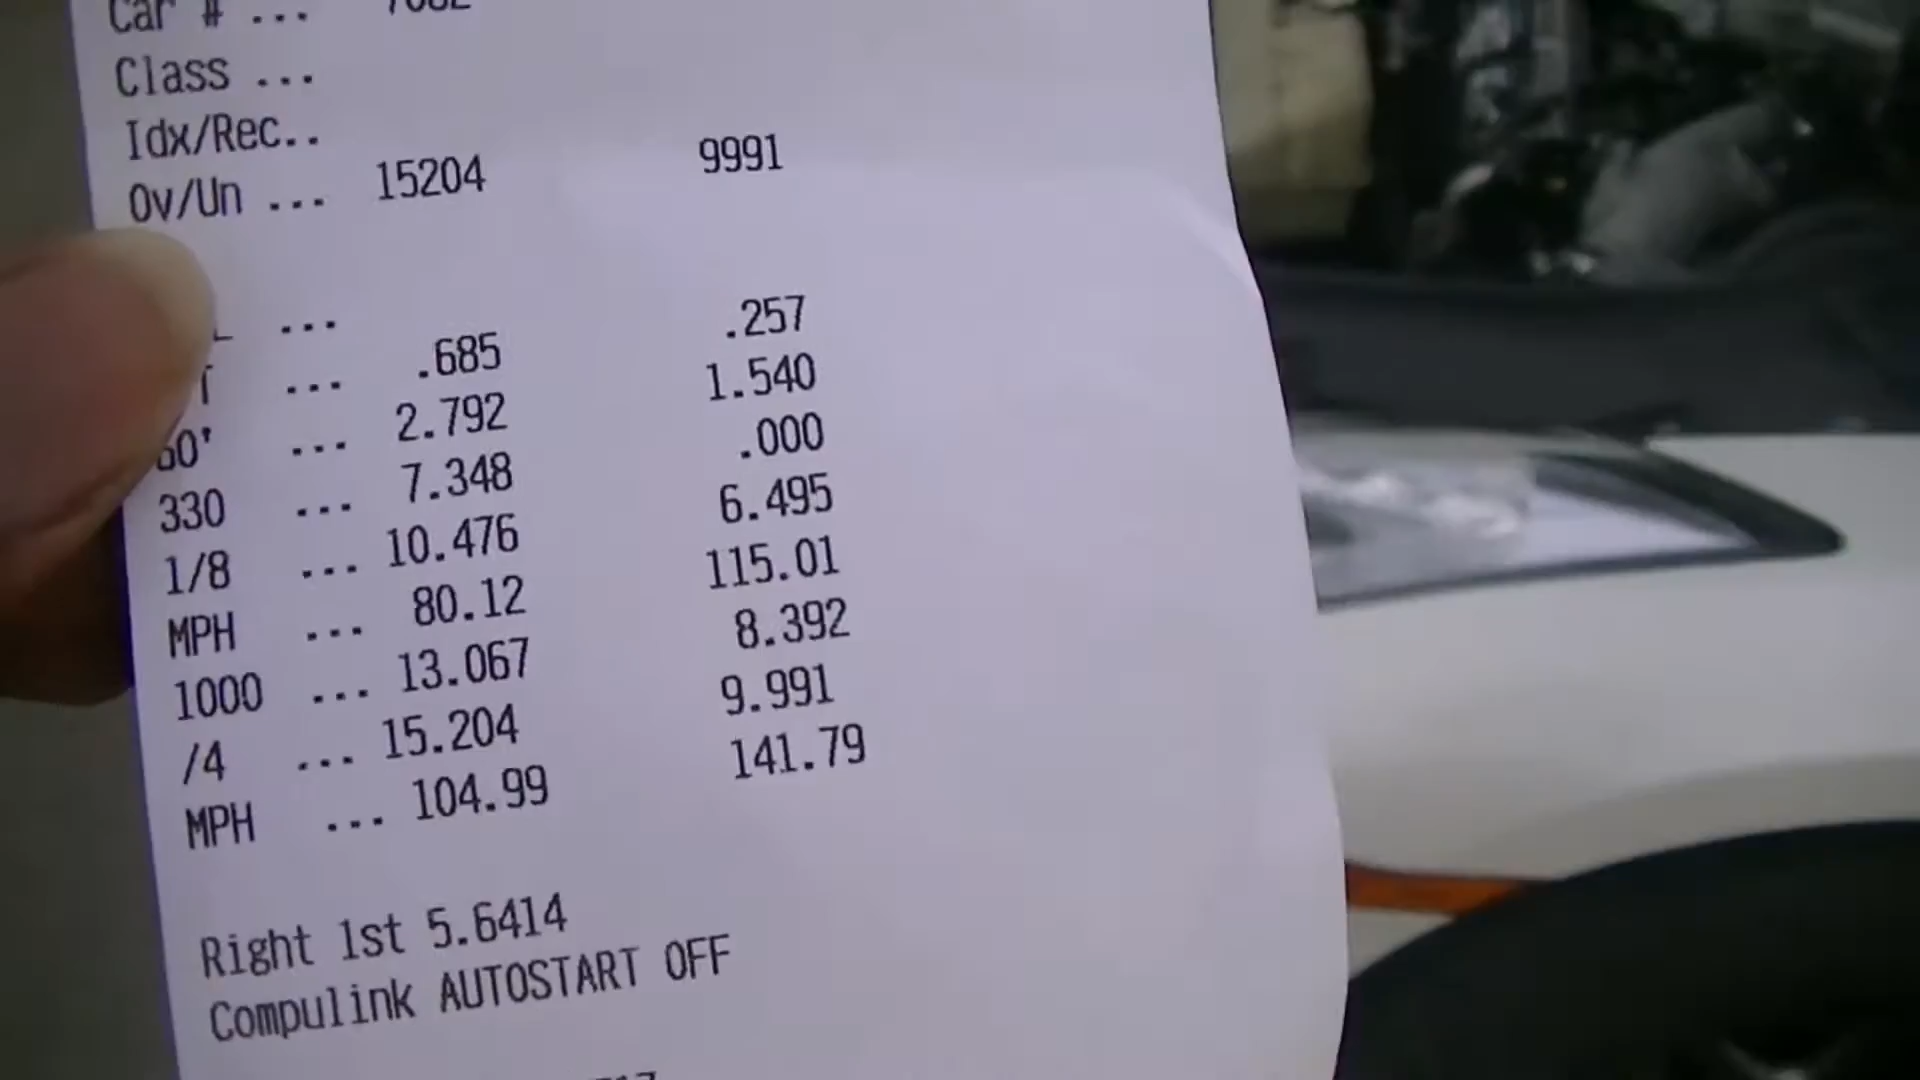 Car # ...
Class ...
Idx/Rec..
Ov/Un ... 15204 9991
...
... .685 .257
60' ... 2.792 1.540
330 ... 7.348 .000
1/8 ... 10.476 6.495
MPH ... 80.12 115.01
1000 ... 13.067 8.392
/4 ... 15.204 9.991
MPH ... 104.99 141.79
Right 1st 5.6414
Compulink AUTOSTART OFF